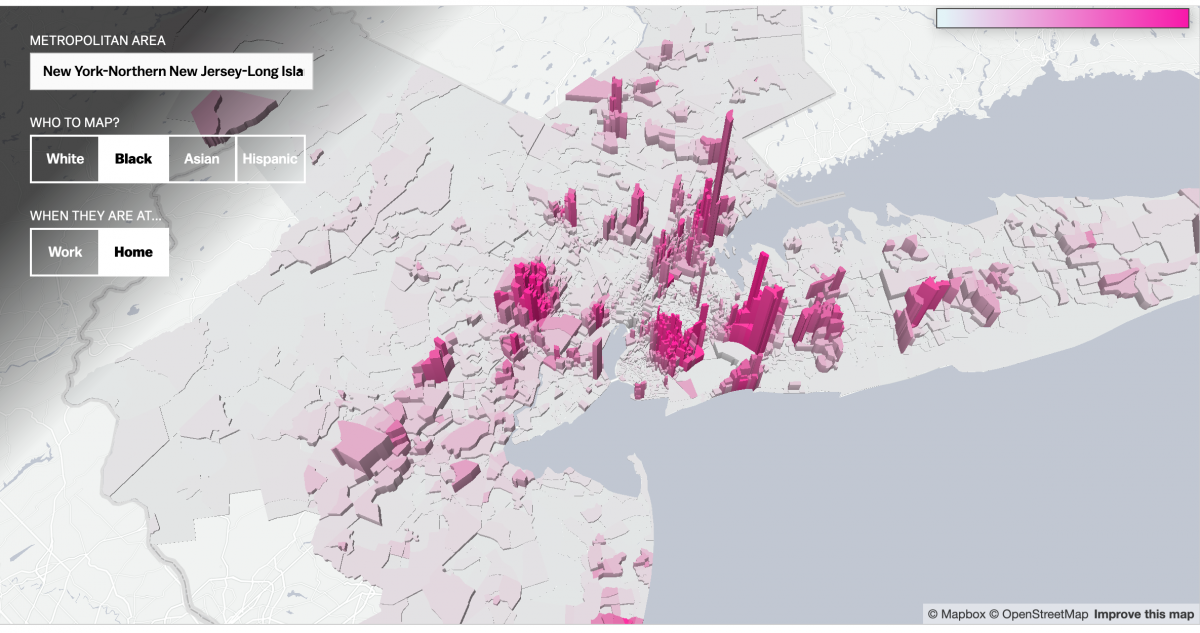 METROPOLITAN AREA
New York-Northern New Jersey-Long Isla
WHO TO MAP?
White Black Asian Hispanic
WHEN THEY ARE AT...
Work Home
© Mapbox © OpenStreetMap Improve this map